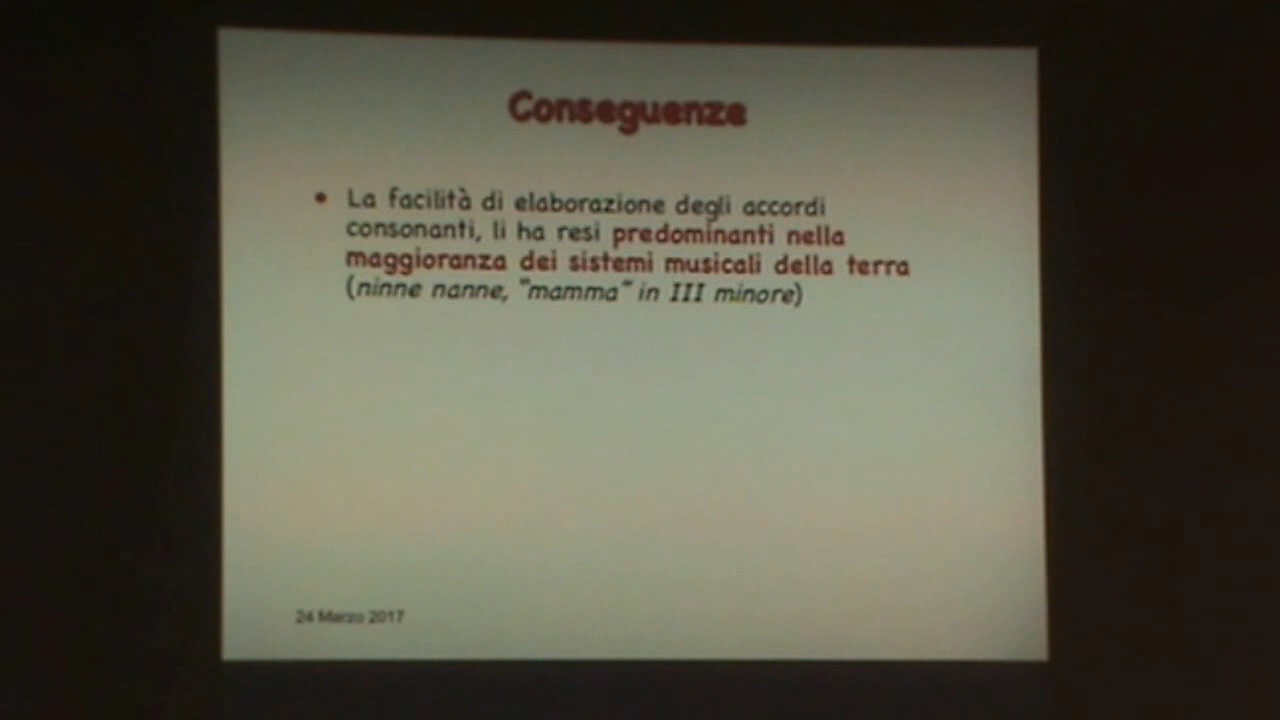 Conseguenze
• La facilità di elaborazione degli accordi
consonanti, li ha resi predominanti nella
maggioranza dei sistemi musicali della terra
(ninne nanne, "mamma" in III minore)
24 Marzo 2017